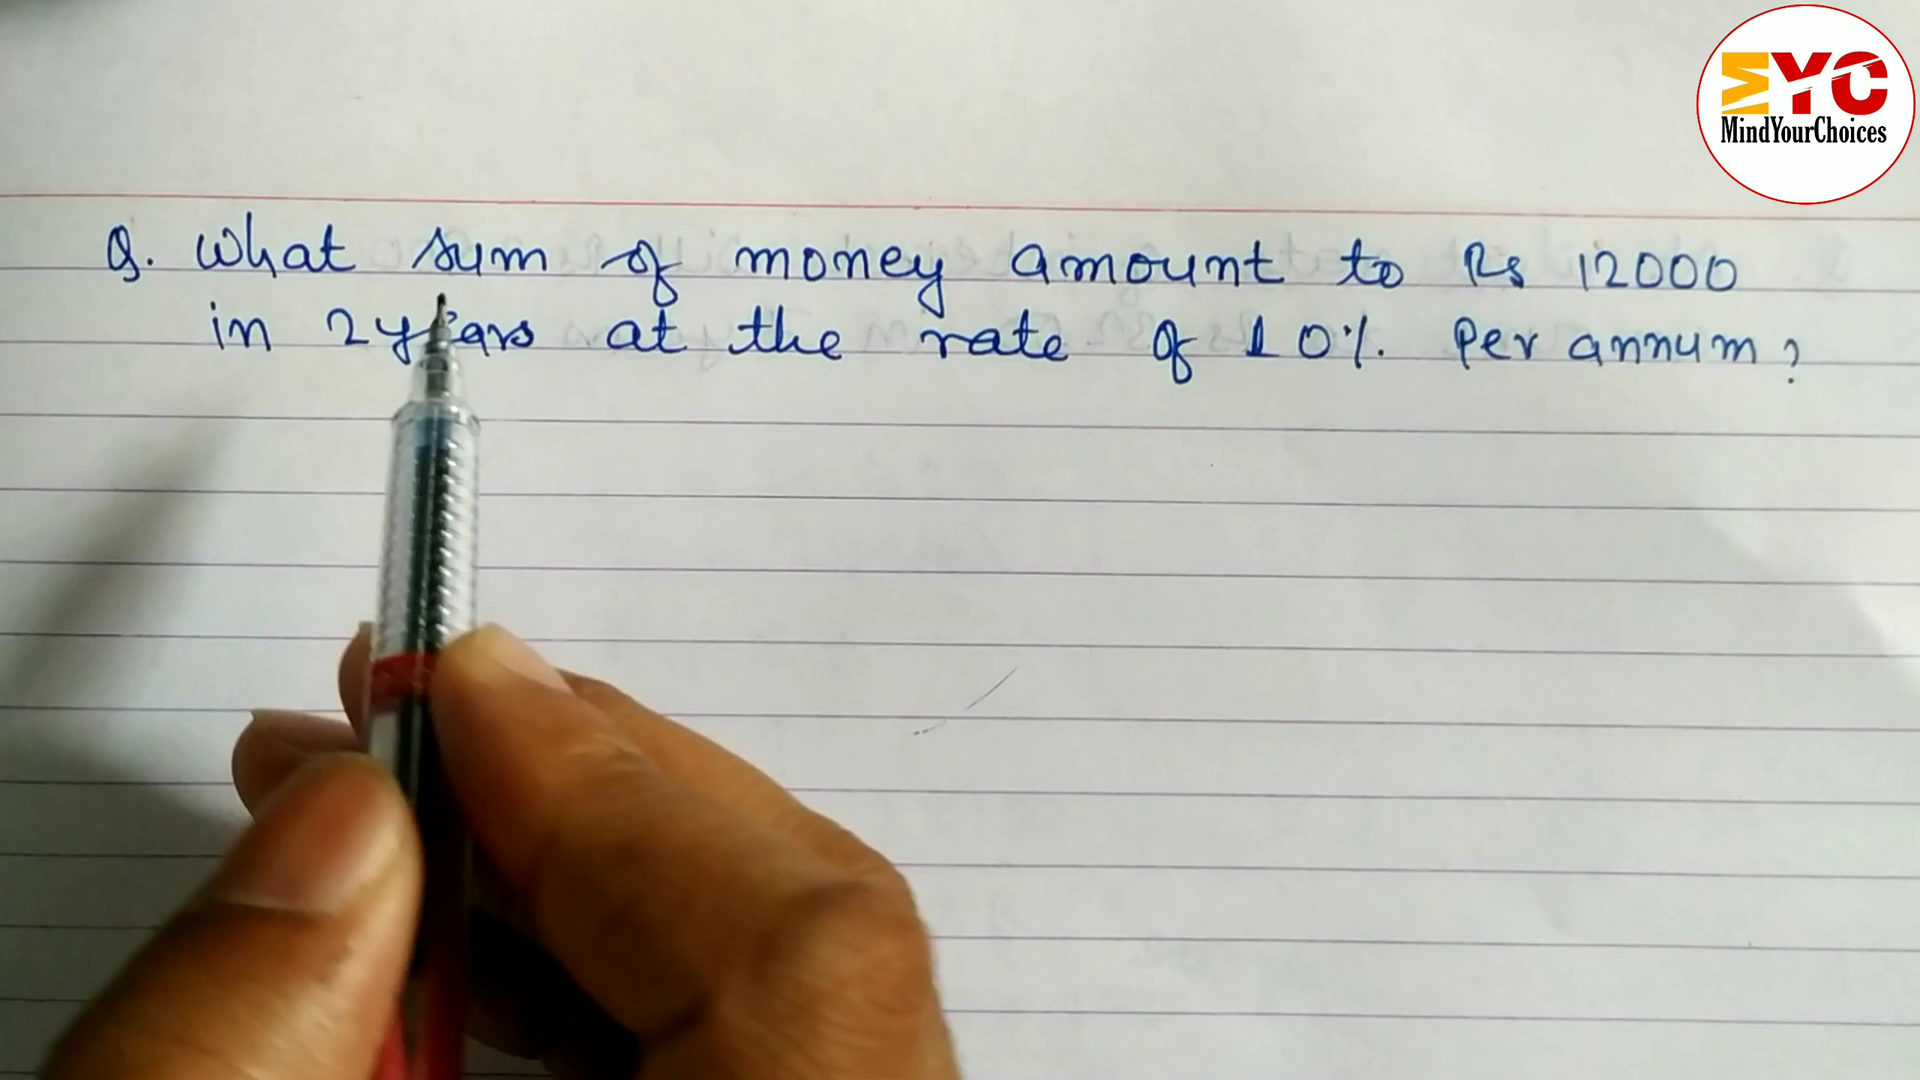 MYC
MindYourChoices
Q. What sum of money amount to Rs 12000
in 2 years at the rate of 10% Per annum?